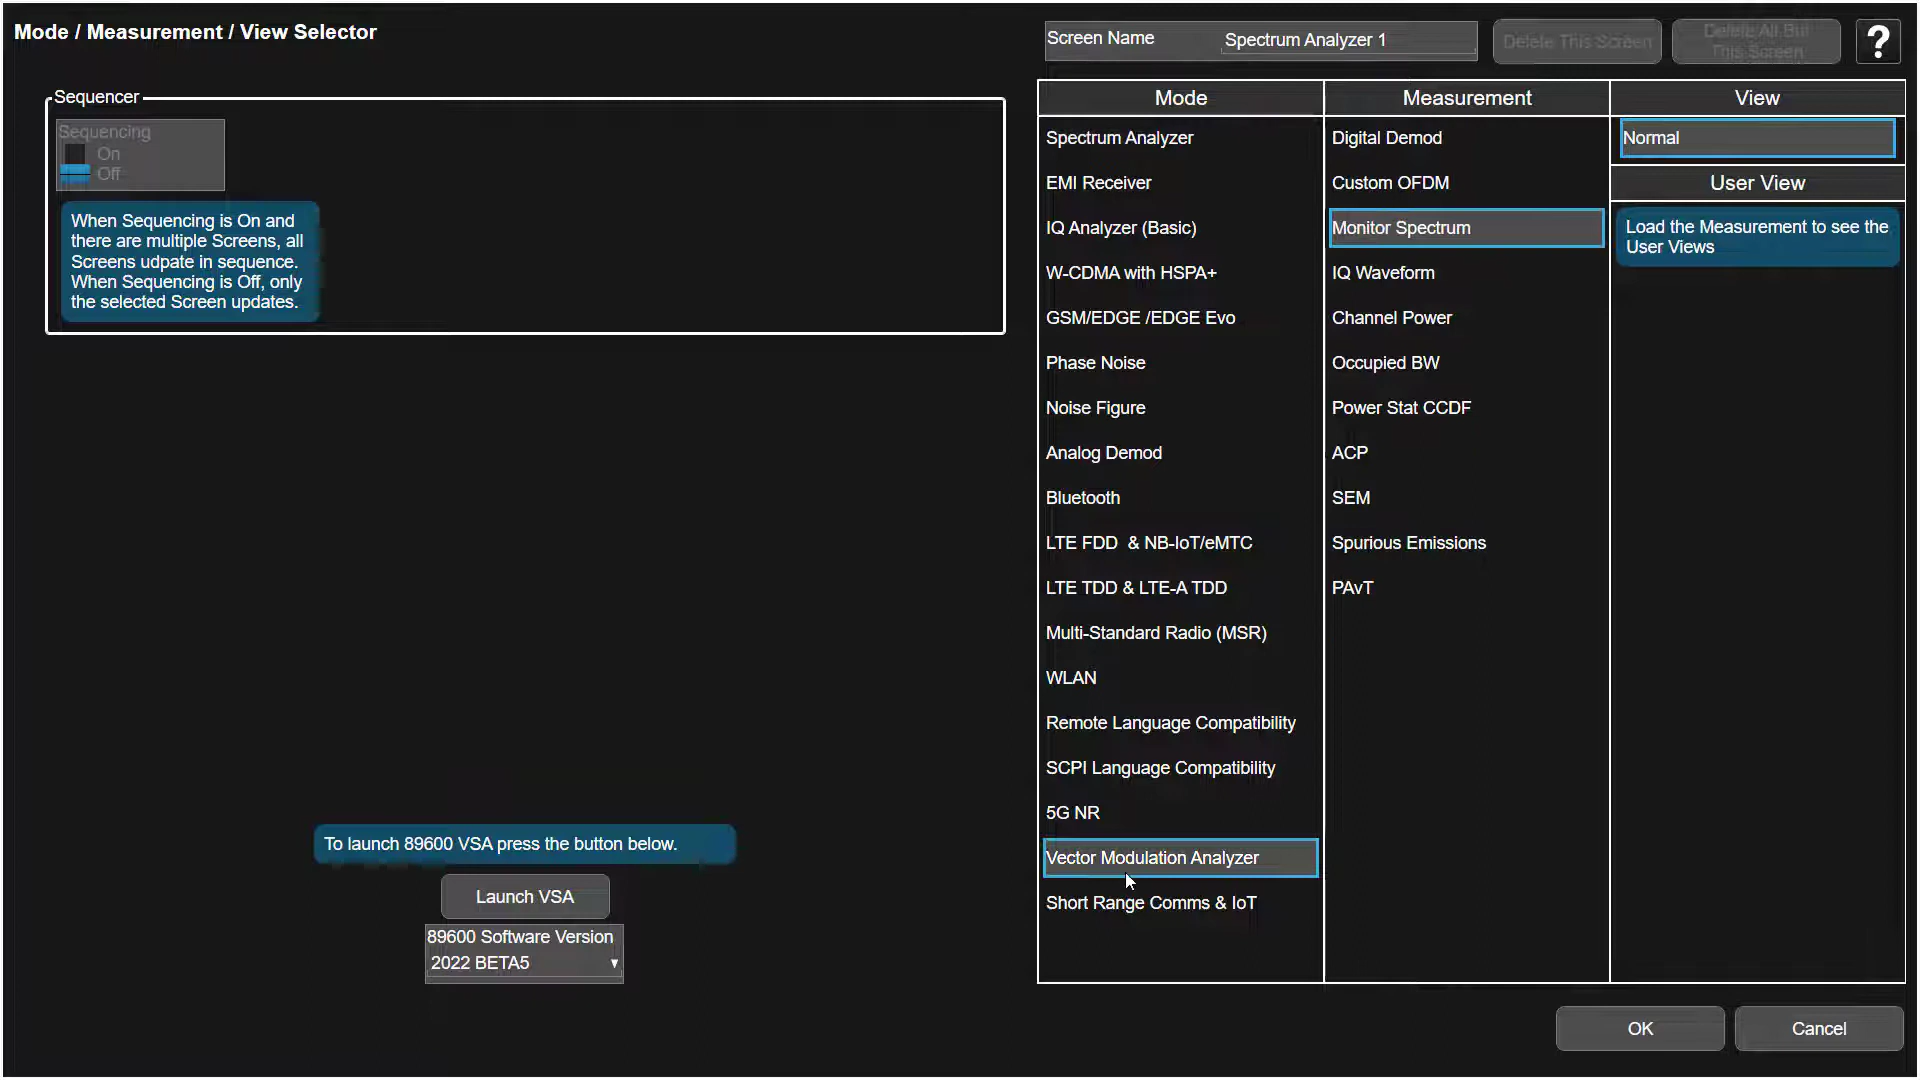 Mode / Measurement / View Selector
Screen Name
Spectrum Analyzer 1
Delete This Screen
Delete All But
This Screen
?
Sequencer
Sequencing
On
Off
When Sequencing is On and
there are multiple Screens, all
Screens udpate in sequence.
When Sequencing is Off, only
the selected Screen updates.
To launch 89600 VSA press the button below.
Launch VSA
89600 Software Version
2022 BETA5
Mode
Spectrum Analyzer
EMI Receiver
IQ Analyzer (Basic)
W-CDMA with HSPA+
GSM/EDGE /EDGE Evo
Phase Noise
Noise Figure
Analog Demod
Bluetooth
LTE FDD & NB-IoT/eMTC
LTE TDD & LTE-A TDD
Multi-Standard Radio (MSR)
WLAN
Remote Language Compatibility
SCPI Language Compatibility
5G NR
Vector Modulation Analyzer
Short Range Comms & IoT
Measurement
Digital Demod
Custom OFDM
Monitor Spectrum
IQ Waveform
Channel Power
Occupied BW
Power Stat CCDF
ACP
SEM
Spurious Emissions
PAvT
View
Normal
User View
Load the Measurement to see the
User Views
OK
Cancel